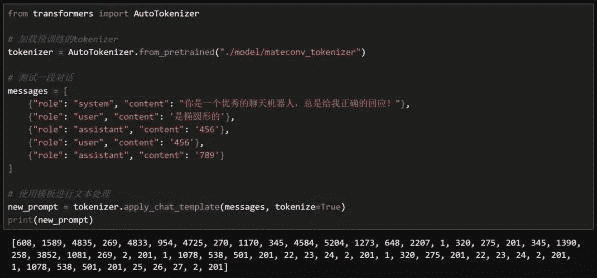 from transformers import AutoTokenizer
# 加载预训练的tokenizer
tokenizer = AutoTokenizer.from_pretrained("./model/mateconv_tokenizer")
# 测试一段对话
messages = [
{"role": "system", "content": "你是一个优秀的聊天机器人，总是给我正确的回应！"},
{"role": "user", "content": '是椭圆形的'},
{"role": "assistant", "content": '456'},
{"role": "user", "content": '456'},
{"role": "assistant", "content": '789'}
]
# 使用模板进行文本处理
new_prompt = tokenizer.apply_chat_template(messages, tokenize=True)
print(new_prompt)
[608, 1589, 4835, 269, 4833, 954, 4725, 270, 1170, 345, 4584, 5204, 1273, 648, 2207, 1, 320, 275, 201, 345, 1390,
258, 3852, 1081, 269, 2, 201, 1, 1078, 538, 501, 201, 22, 23, 24, 2, 201, 1, 320, 275, 201, 22, 23, 24, 2, 201,
1, 1078, 538, 501, 201, 25, 26, 27, 2, 201]